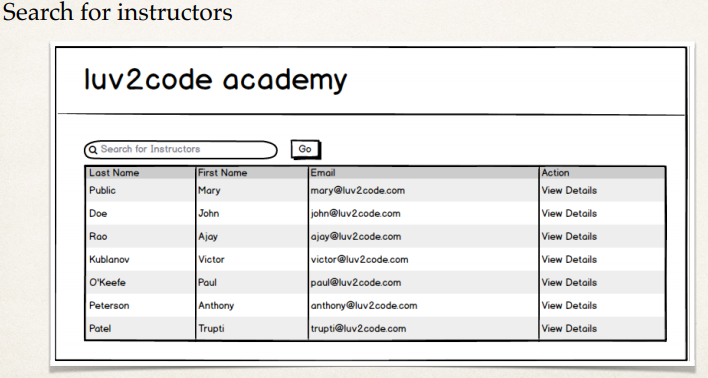 Search for instructors
luv2code academy
Search for Instructors Go
Last Name First Name Email Action
Public Mary mary@luv2code.com View Details
Doe John john@luv2code.com View Details
Rao Ajay ajay@luv2code.com View Details
Kublanov Victor victor@luv2code.com View Details
O'Keefe Paul paul@luv2code.com View Details
Peterson Anthony anthony@luv2code.com View Details
Patel Trupti trupti@luv2code.com View Details